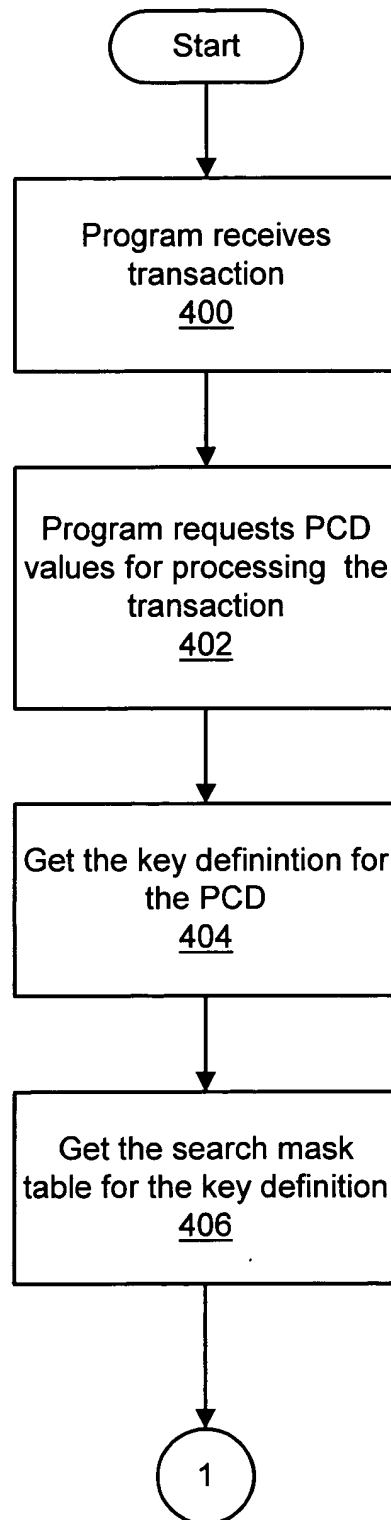 Start
Program receives
transaction
400
Program requests PCD
values for processing the
transaction
402
Get the key definintion for
the PCD
404
Get the search mask
table for the key definition
406
1